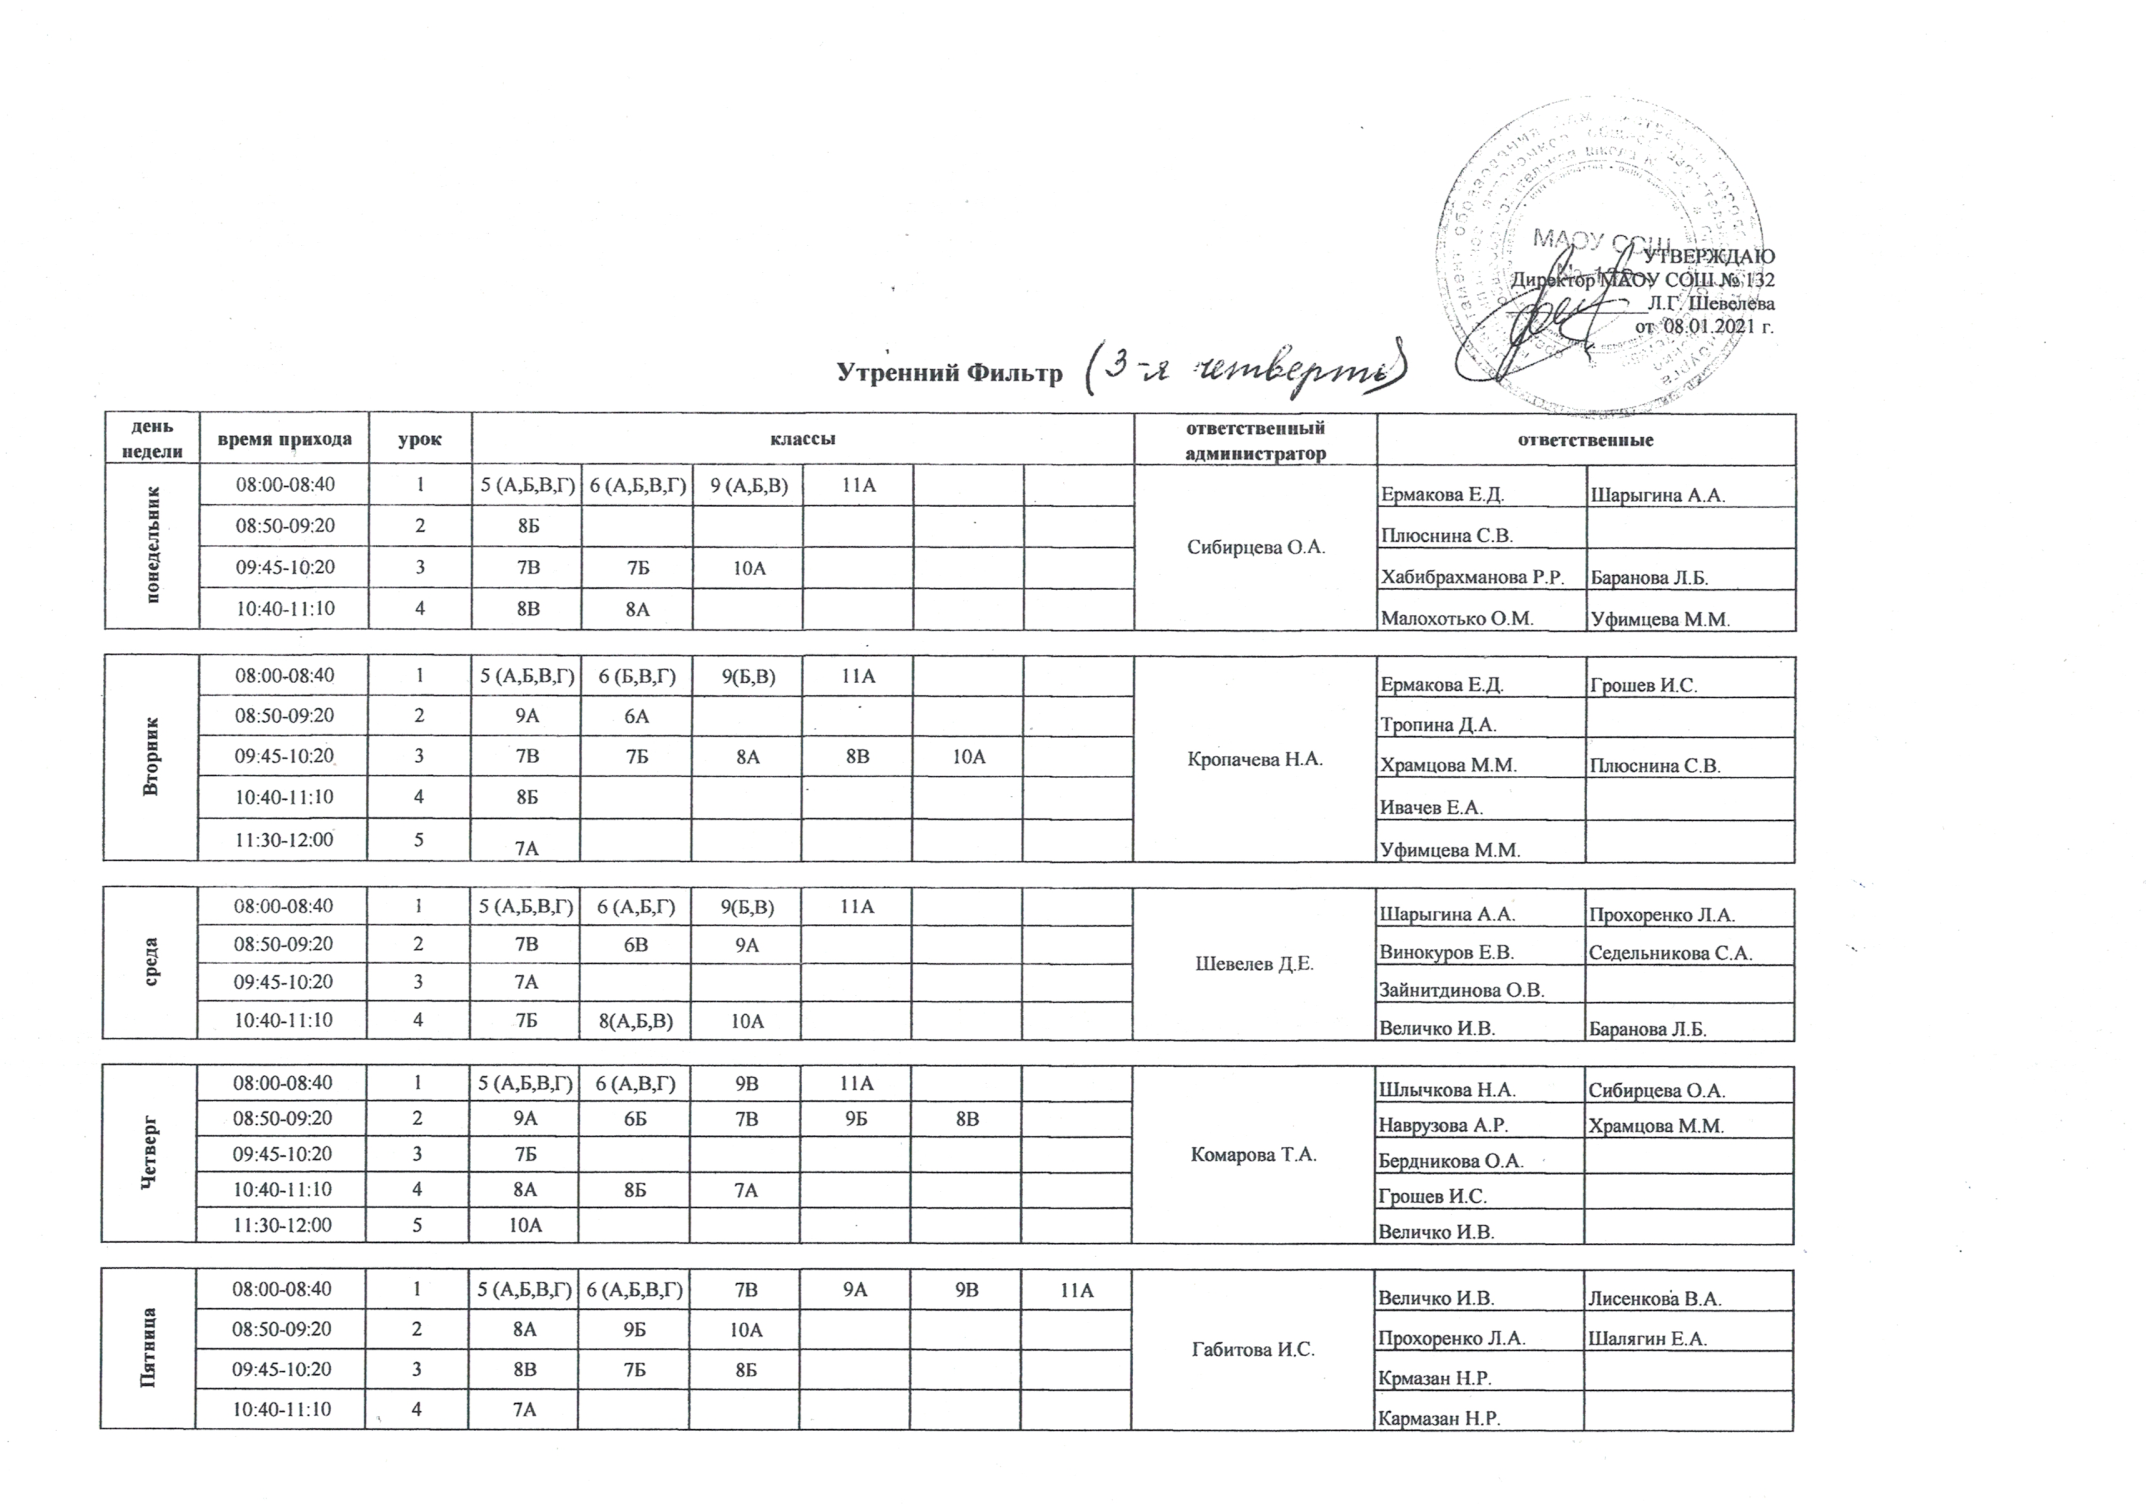 МАОУ СОШ
УТВЕРЖДАЮ
Директор МАОУ СОШ № 132
Л.Г. Шевелева
от 08.01.2021 г.
Утренний Фильтр (3-я четверть)
день недели время прихода урок классы ответственный администратор ответственные
понедельник
08:00-08:40 1 5 (А,Б,В,Г) 6 (А,Б,В,Г) 9 (А,Б,В) 11А Ермакова Е.Д. Шарыгина А.А.
08:50-09:20 2 8Б Плюснина С.В.
Сибирцева О.А.
09:45-10:20 3 7В 7Б 10А Хабибрахманова Р.Р. Баранова Л.Б.
10:40-11:10 4 8В 8А Малохотько О.М. Уфимцева М.М.
Вторник
08:00-08:40 1 5 (А,Б,В,Г) 6 (Б,В,Г) 9(Б,В) 11А Ермакова Е.Д. Грошев И.С.
08:50-09:20 2 9А 6А Тропина Д.А.
09:45-10:20 3 7В 7Б 8А 8В 10А Кропачева Н.А. Храмцова М.М. Плюснина С.В.
10:40-11:10 4 8Б Ивачев Е.А.
11:30-12:00 5 7А Уфимцева М.М.
среда
08:00-08:40 1 5 (А,Б,В,Г) 6 (А,Б,Г) 9(Б,В) 11А Шарыгина А.А. Прохоренко Л.А.
08:50-09:20 2 7В 6В 9А Винокуров Е.В. Седельникова С.А.
Шевелев Д.Е.
09:45-10:20 3 7А Зайнитдинова О.В.
10:40-11:10 4 7Б 8(А,Б,В) 10А Величко И.В. Баранова Л.Б.
Четверг
08:00-08:40 1 5 (А,Б,В,Г) 6 (А,В,Г) 9В 11А Шлычкова Н.А. Сибирцева О.А.
08:50-09:20 2 9А 6Б 7В 9Б 8В Наврузова А.Р. Храмцова М.М.
09:45-10:20 3 7Б Комарова Т.А. Бердникова О.А.
10:40-11:10 4 8А 8Б 7А Грошев И.С.
11:30-12:00 5 10А Величко И.В.
Пятница
08:00-08:40 1 5 (А,Б,В,Г) 6 (А,Б,В,Г) 7В 9А 9В 11А Величко И.В. Лисенкова В.А.
08:50-09:20 2 8А 9Б 10А Прохоренко Л.А. Шалягин Е.А.
Габитова И.С.
09:45-10:20 3 8В 7Б 8Б Крмазан Н.Р.
10:40-11:10 4 7А Кармазан Н.Р.